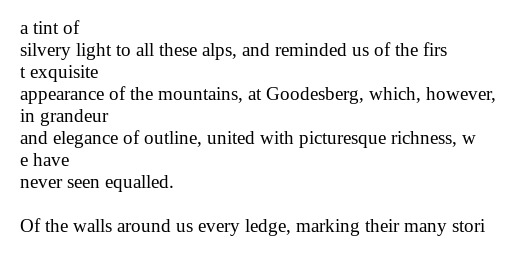 a tint of
silvery light to all these alps, and reminded us of the firs
t exquisite
appearance of the mountains, at Goodesberg, which, however,
in grandeur
and elegance of outline, united with picturesque richness, w
e have
never seen equalled.

Of the walls around us every ledge, marking their many stori